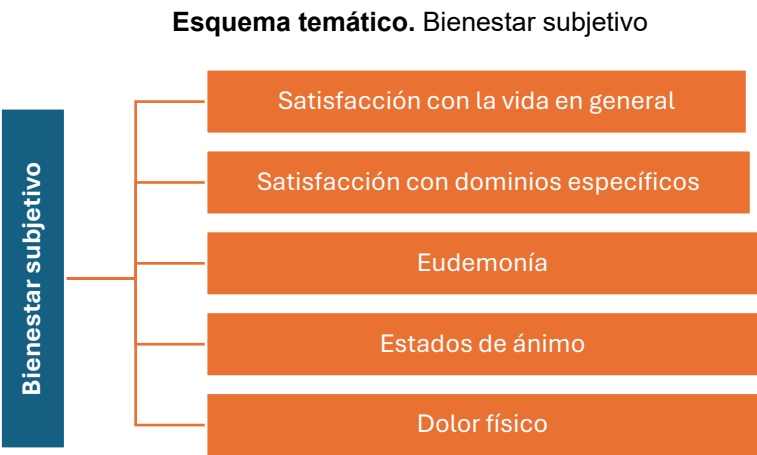 Esquema temático. Bienestar subjetivo
Bienestar subjetivo
Satisfacción con la vida en general
Satisfacción con dominios específicos
Eudemonía
Estados de ánimo
Dolor físico